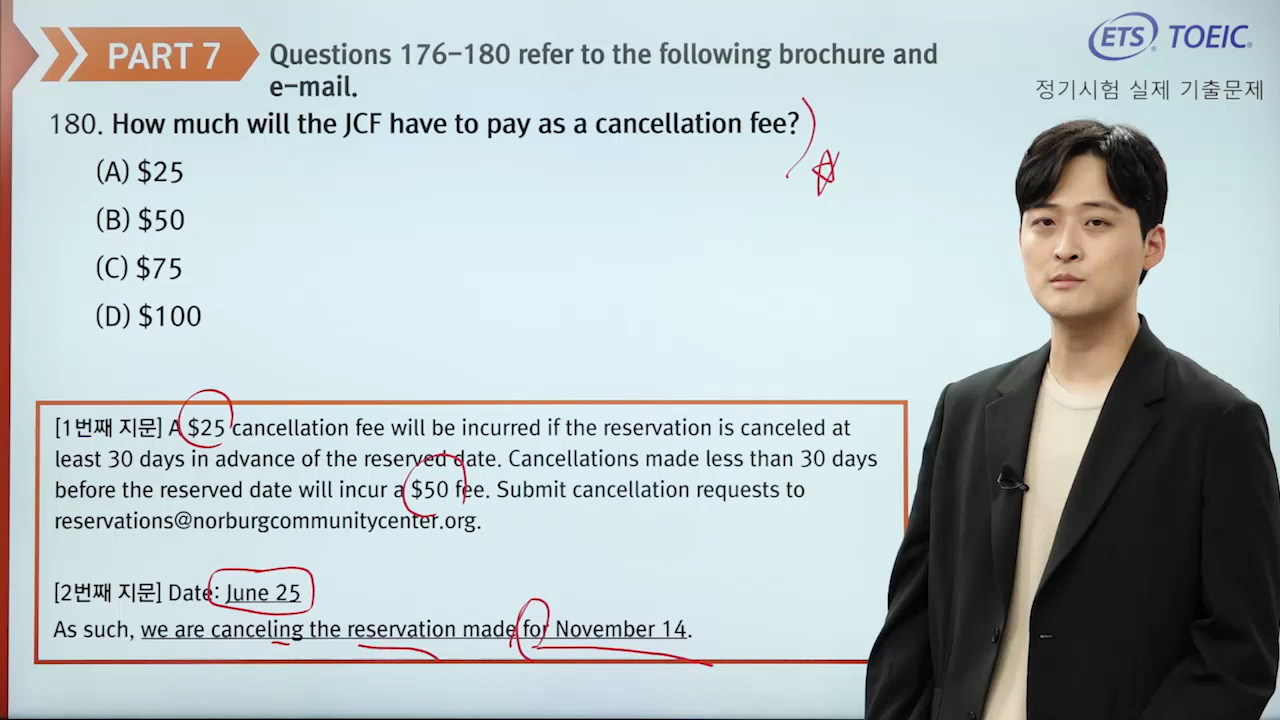 PART 7
Questions 176–180 refer to the following brochure and
e–mail.
ETS® TOEIC®
정기시험 실제 기출문제
180. How much will the JCF have to pay as a cancellation fee?
(A) $25
(B) $50
(C) $75
(D) $100
[1번째 지문] A $25 cancellation fee will be incurred if the reservation is canceled at
least 30 days in advance of the reserved date. Cancellations made less than 30 days
before the reserved date will incur a $50 fee. Submit cancellation requests to
reservations@norburgcommunitycenter.org.
[2번째 지문] Date: June 25
As such, we are canceling the reservation made for November 14.